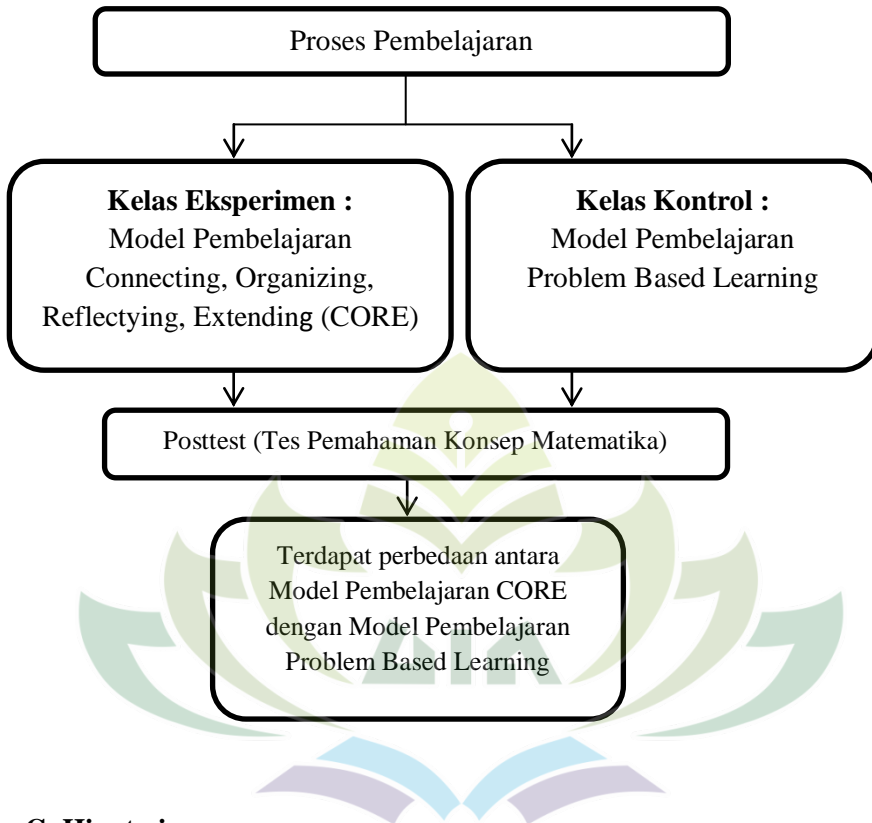 Proses Pembelajaran
Kelas Eksperimen :
Model Pembelajaran
Connecting, Organizing,
Reflectying, Extending (CORE)
Kelas Kontrol :
Model Pembelajaran
Problem Based Learning
Posttest (Tes Pemahaman Konsep Matematika)
Terdapat perbedaan antara
Model Pembelajaran CORE
dengan Model Pembelajaran
Problem Based Learning